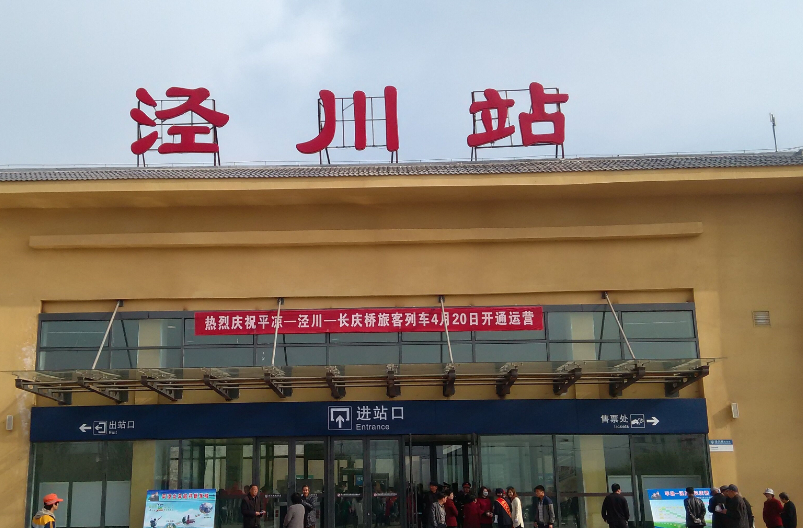 泾川站
热烈庆祝平凉—泾川—长庆桥旅客列车4月20日开通运营
出站口
进站口
Entrance
售票处